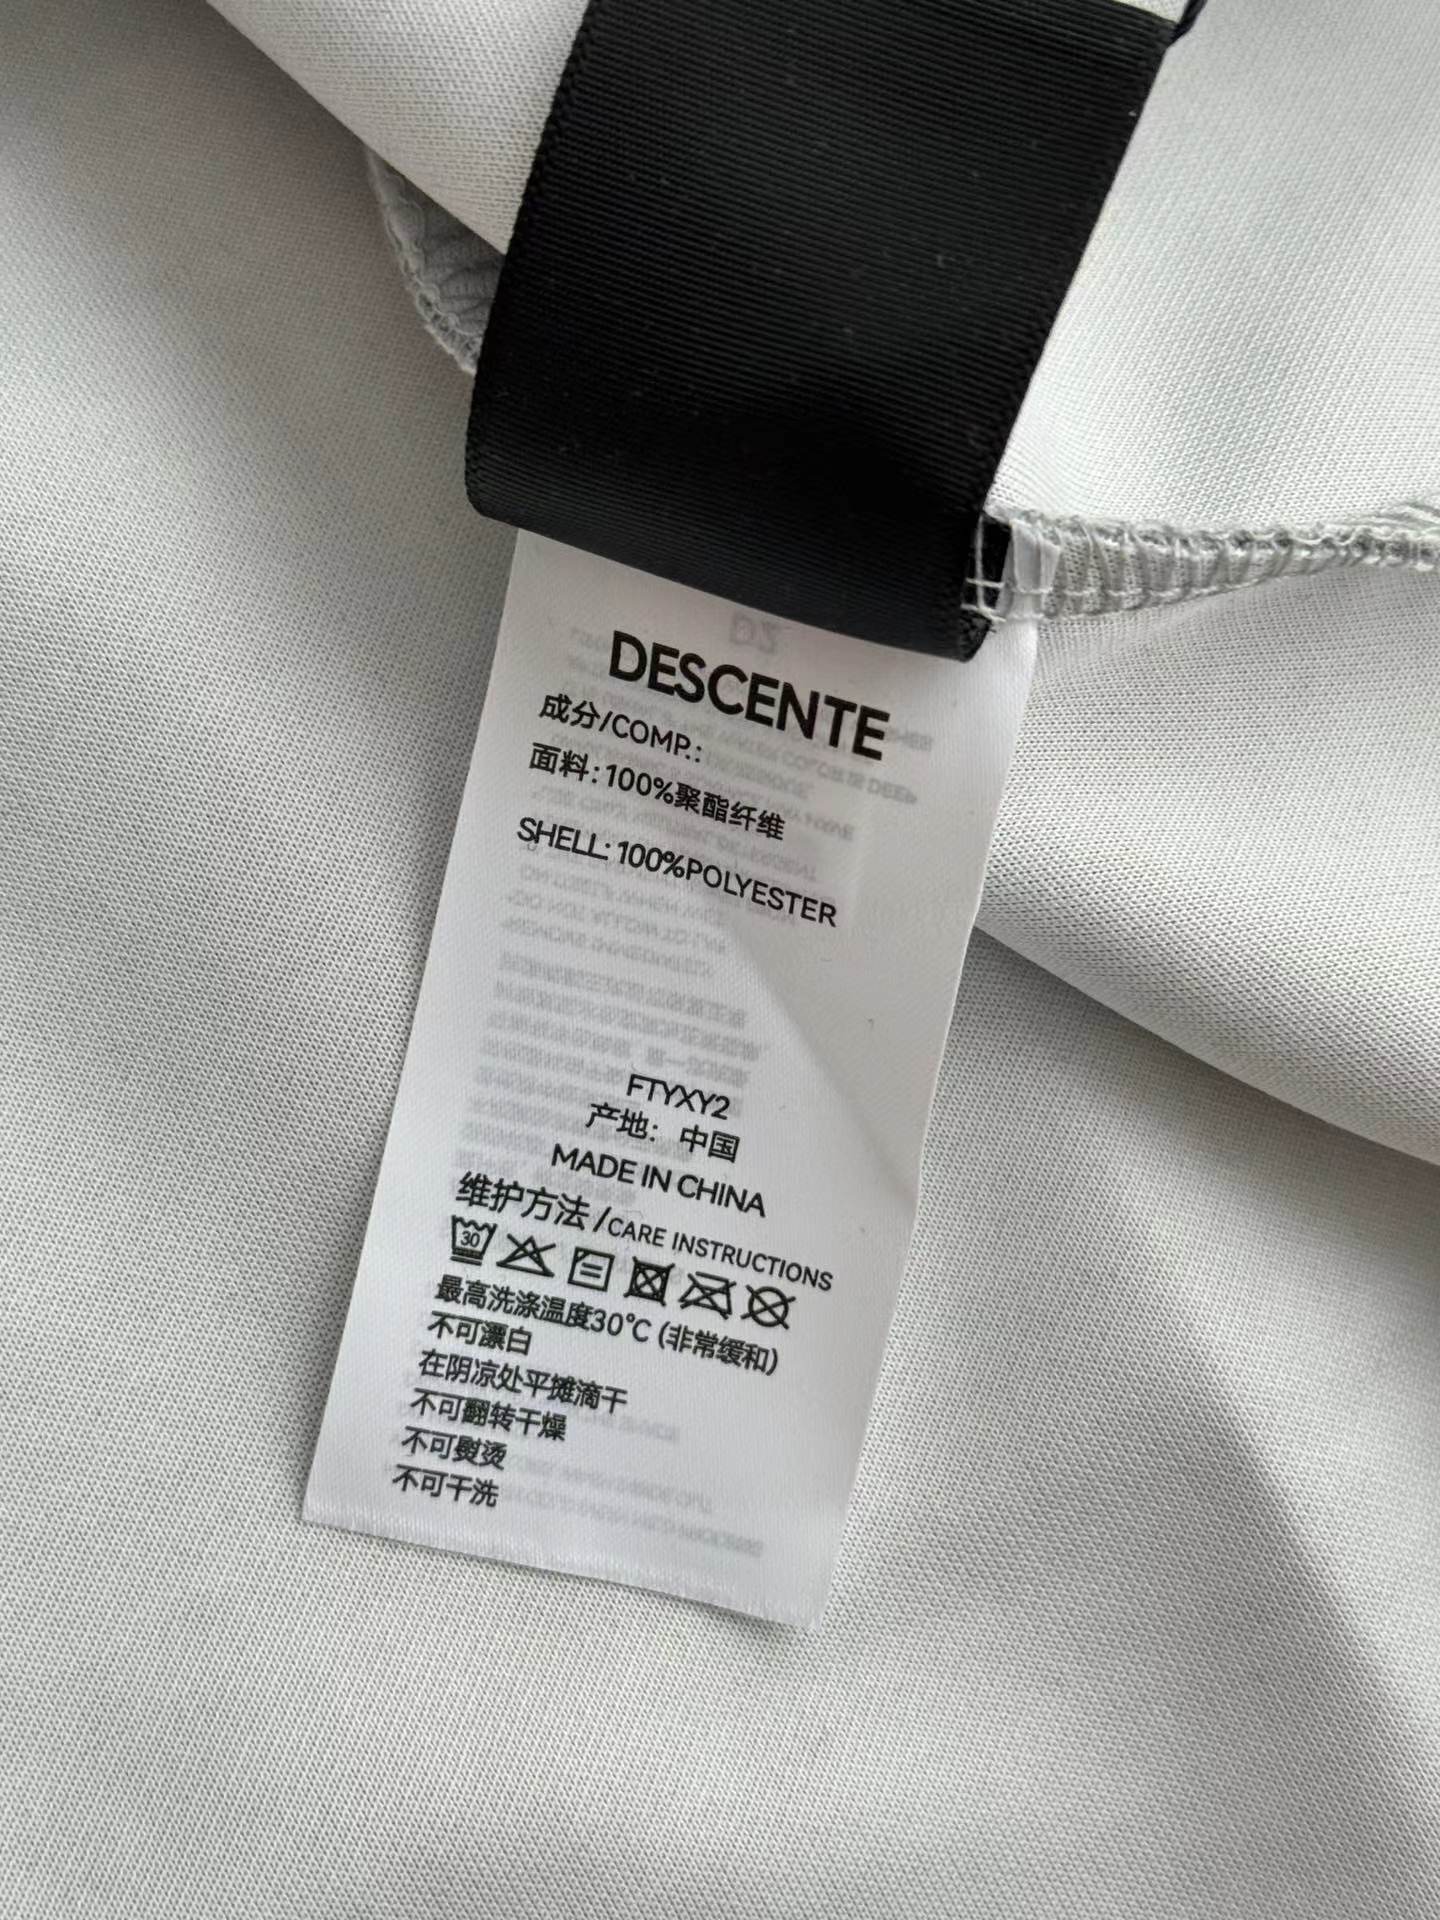 DESCENTE
成分/COMP.:
面料:100%聚酯纤维
SHELL:100%POLYESTER
FTYXY2
产地：中国
MADE IN CHINA
维护方法/CARE INSTRUCTIONS
30
最高洗涤温度30℃(非常缓和)
不可漂白
在阴凉处平摊滴干
不可翻转干燥
不可熨烫
不可干洗